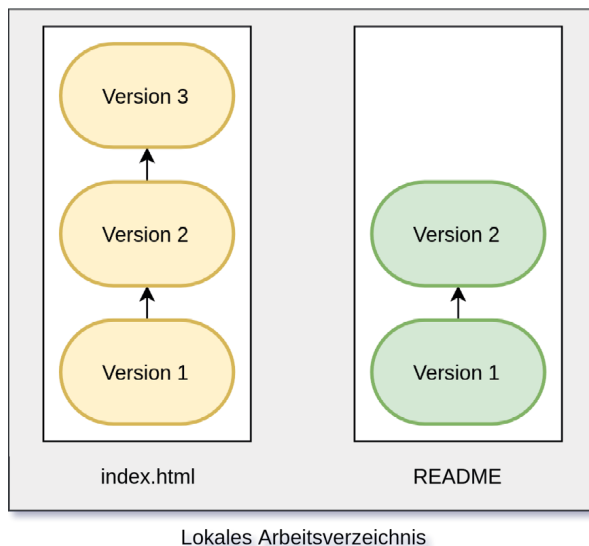 Version 3
Version 2
Version 1
index.html
Version 2
Version 1
README
Lokales Arbeitsverzeichnis